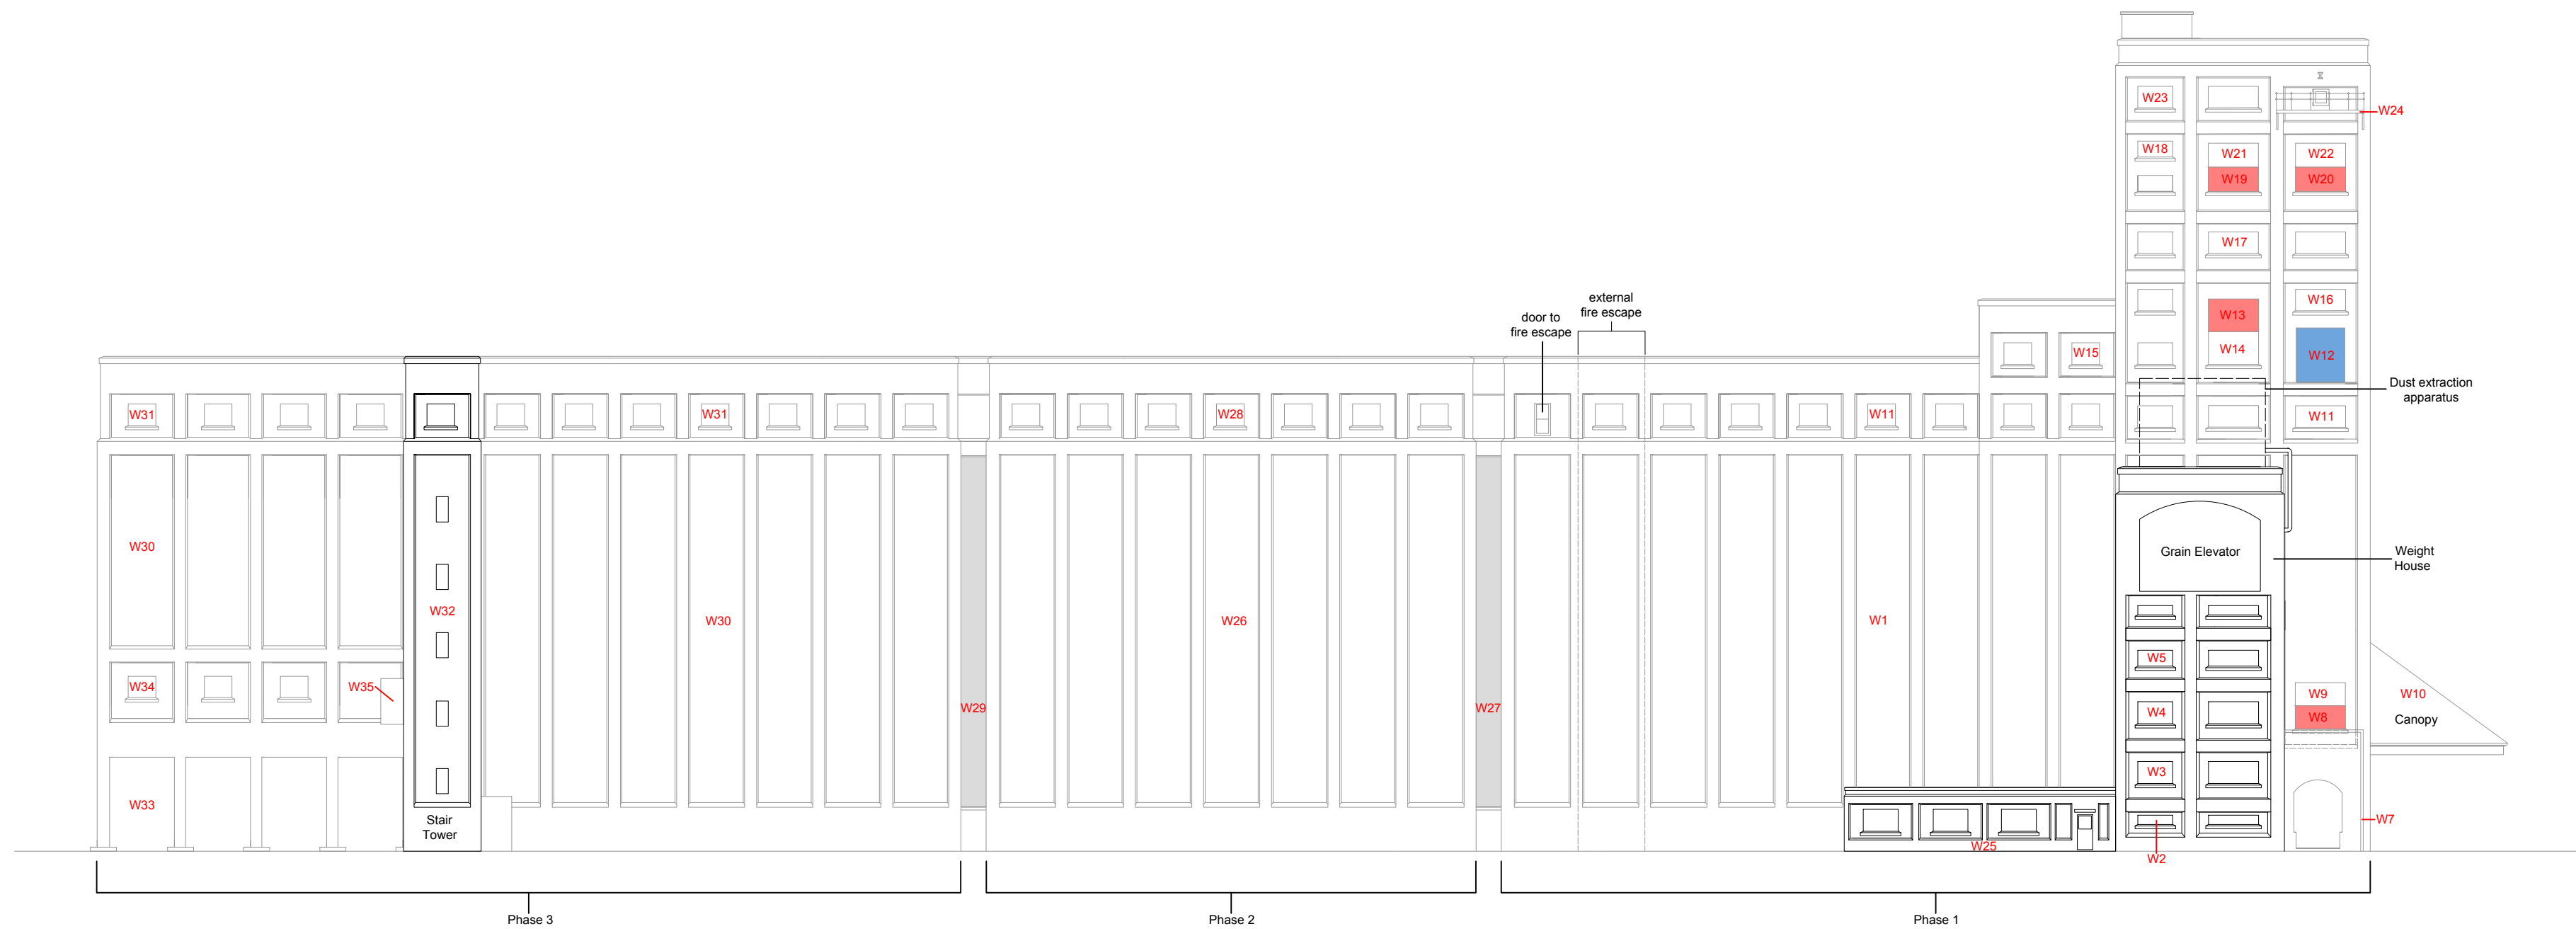 W23
W24
W18
W21
W22
W19
W20
W17
external
fire escape
W16
door to
fire escape
W13
W15
W14
W12
Dust extraction
apparatus
W31
W31
W28
W11
W11
W30
Grain Elevator
Weight
House
W32
W30
W26
W1
W5
W34
W35
W9
W10
W29
W27
W4
W8
Canopy
W3
W33
Stair
Tower
W7
W25
W2
Phase 3
Phase 2
Phase 1